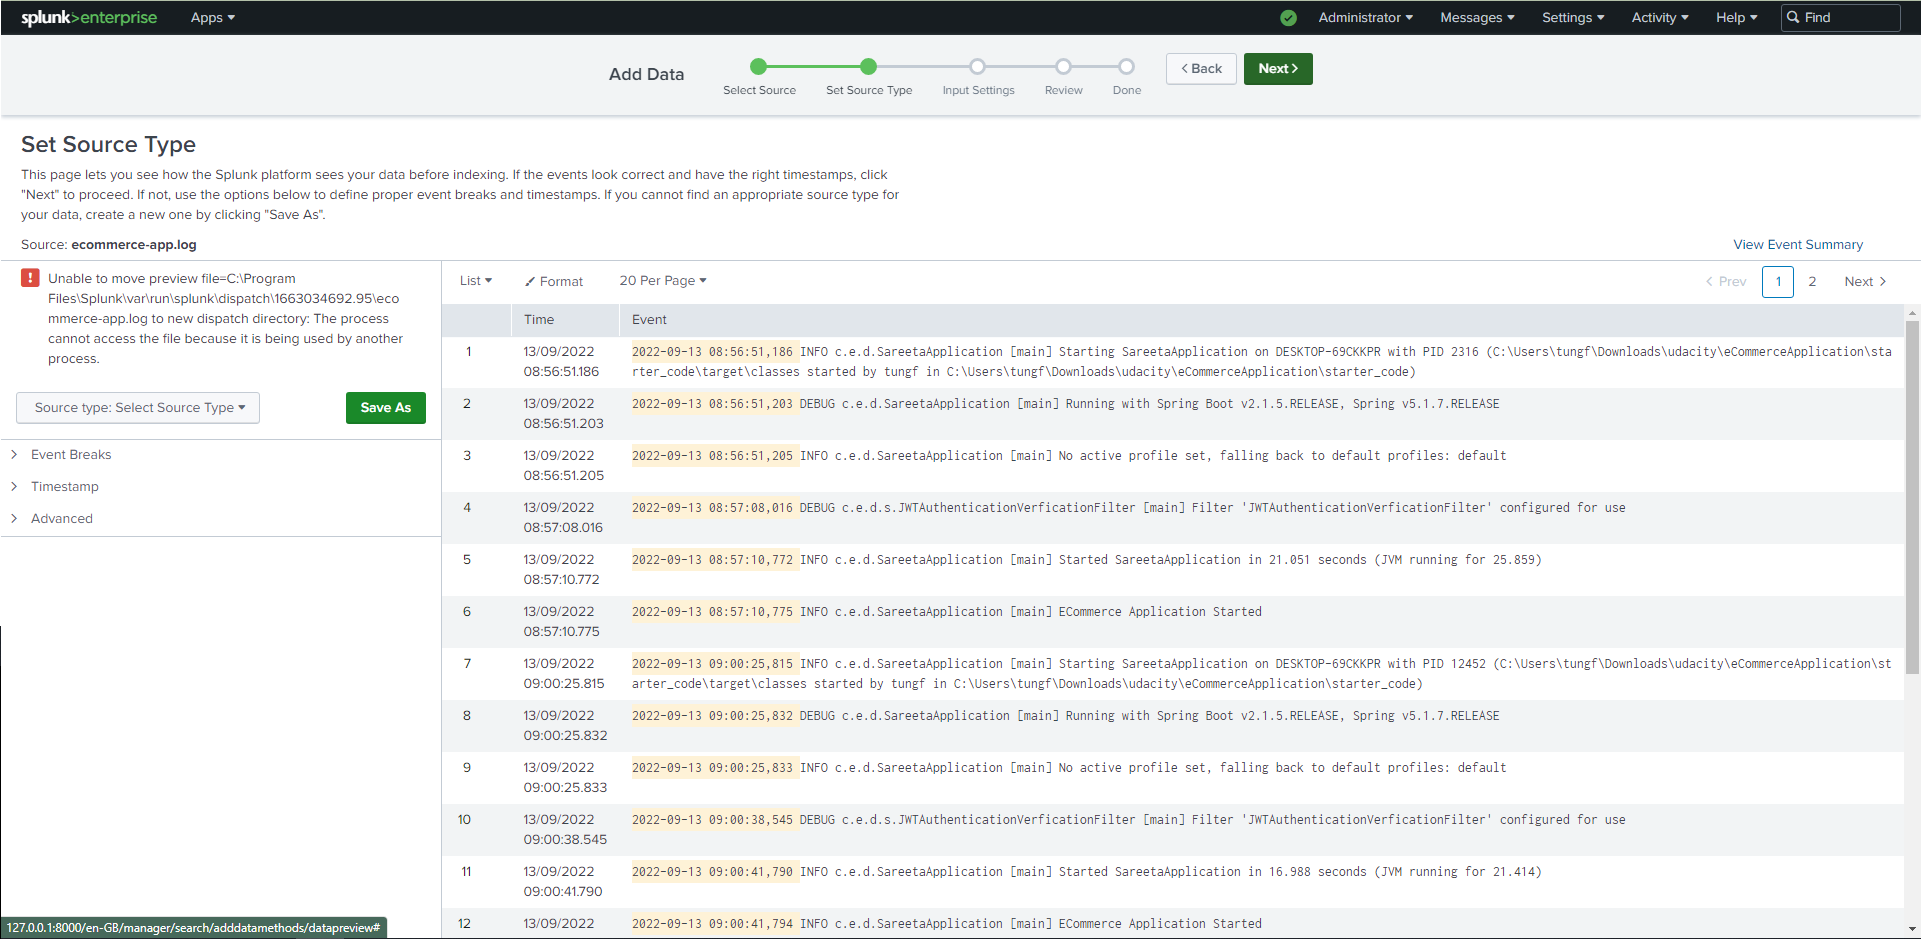 splunk>enterprise Apps Administrator Messages Settings Activity Help Find
Add Data
Select Source Set Source Type Input Settings Review Done
Back Next
Set Source Type
This page lets you see how the Splunk platform sees your data before indexing. If the events look correct and have the right timestamps, click
"Next" to proceed. If not, use the options below to define proper event breaks and timestamps. If you cannot find an appropriate source type for
your data, create a new one by clicking "Save As".
Source: ecommerce-app.log
View Event Summary
Unable to move preview file=C:\Program
Files\Splunk\var\run\splunk\dispatch\1663034692.95\eco
mmerce-app.log to new dispatch directory: The process
cannot access the file because it is being used by another
process.
Source type: Select Source Type Save As
Event Breaks
Timestamp
Advanced
List Format 20 Per Page Prev 1 2 Next
Time Event
1 13/09/2022 2022-09-13 08:56:51,186 INFO c.e.d.SareetaApplication [main] Starting SareetaApplication on DESKTOP-69CKKPR with PID 2316 (C:\Users\tungf\Downloads\udacity\eCommerceApplication\sta
08:56:51.186 rter_code\target\classes started by tungf in C:\Users\tungf\Downloads\udacity\eCommerceApplication\starter_code)
2 13/09/2022 2022-09-13 08:56:51,203 DEBUG c.e.d.SareetaApplication [main] Running with Spring Boot v2.1.5.RELEASE, Spring v5.1.7.RELEASE
08:56:51.203
3 13/09/2022 2022-09-13 08:56:51,205 INFO c.e.d.SareetaApplication [main] No active profile set, falling back to default profiles: default
08:56:51.205
4 13/09/2022 2022-09-13 08:57:08,016 DEBUG c.e.d.s.JWTAuthenticationVerficationFilter [main] Filter 'JWTAuthenticationVerficationFilter' configured for use
08:57:08.016
5 13/09/2022 2022-09-13 08:57:10,772 INFO c.e.d.SareetaApplication [main] Started SareetaApplication in 21.051 seconds (JVM running for 25.859)
08:57:10.772
6 13/09/2022 2022-09-13 08:57:10,775 INFO c.e.d.SareetaApplication [main] ECommerce Application Started
08:57:10.775
7 13/09/2022 2022-09-13 09:00:25,815 INFO c.e.d.SareetaApplication [main] Starting SareetaApplication on DESKTOP-69CKKPR with PID 12452 (C:\Users\tungf\Downloads\udacity\eCommerceApplication\st
09:00:25.815 arter_code\target\classes started by tungf in C:\Users\tungf\Downloads\udacity\eCommerceApplication\starter_code)
8 13/09/2022 2022-09-13 09:00:25,832 DEBUG c.e.d.SareetaApplication [main] Running with Spring Boot v2.1.5.RELEASE, Spring v5.1.7.RELEASE
09:00:25.832
9 13/09/2022 2022-09-13 09:00:25,833 INFO c.e.d.SareetaApplication [main] No active profile set, falling back to default profiles: default
09:00:25.833
10 13/09/2022 2022-09-13 09:00:38,545 DEBUG c.e.d.s.JWTAuthenticationVerficationFilter [main] Filter 'JWTAuthenticationVerficationFilter' configured for use
09:00:38.545
11 13/09/2022 2022-09-13 09:00:41,790 INFO c.e.d.SareetaApplication [main] Started SareetaApplication in 16.988 seconds (JVM running for 21.414)
09:00:41.790
12 13/09/2022 2022-09-13 09:00:41,794 INFO c.e.d.SareetaApplication [main] ECommerce Application Started
127.0.0.1:8000/en-GB/manager/search/adddatamethods/datapreview#